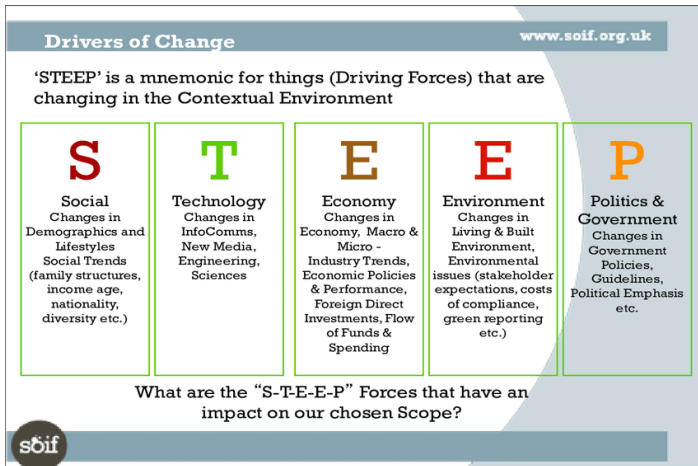 Drivers of Change
www.soif.org.uk
‘STEEP’ is a mnemonic for things (Driving Forces) that are
changing in the Contextual Environment
S
Social
Changes in
Demographics and
Lifestyles
Social Trends
(family structures,
income age,
nationality,
diversity etc.)
T
Technology
Changes in
InfoComms,
New Media,
Engineering,
Sciences
E
Economy
Changes in
Economy, Macro &
Micro -
Industry Trends,
Economic Policies
& Performance,
Foreign Direct
Investments, Flow
of Funds &
Spending
E
Environment
Changes in
Living & Built
Environment,
Environmental
issues (stakeholder
expectations, costs
of compliance,
green reporting
etc.)
P
Politics &
Government
Changes in
Government
Policies,
Guidelines,
Political Emphasis
etc.
What are the “S-T-E-E-P” Forces that have an
impact on our chosen Scope?
soif